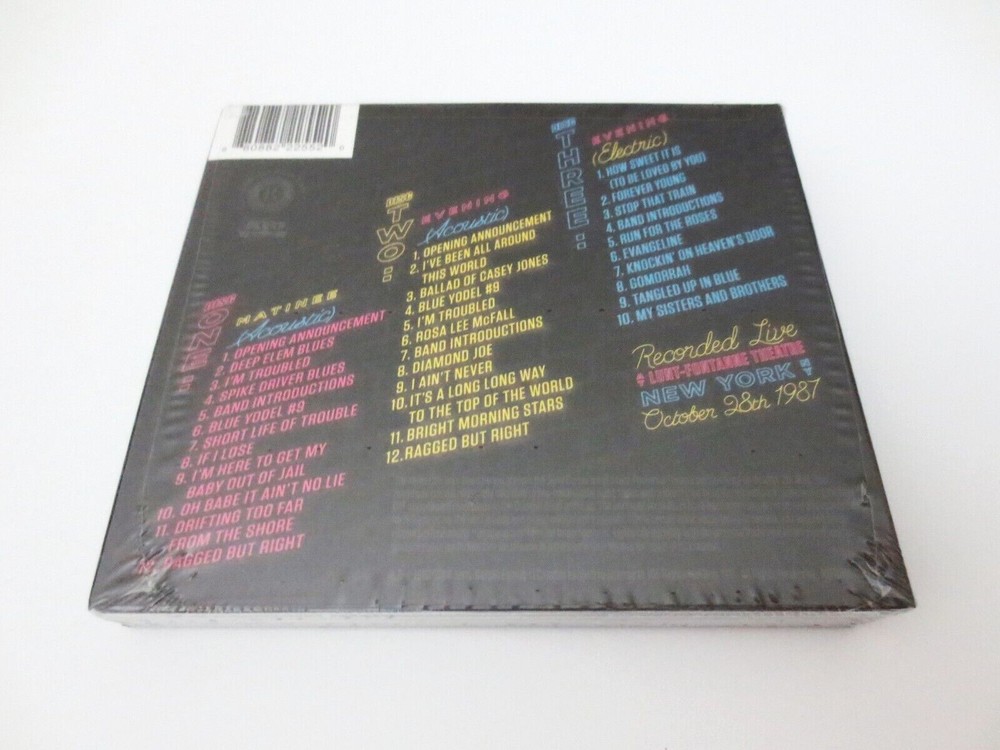 80882 22552
DISC
ONE:
MATINEE
(Acoustic)
1. OPENING ANNOUNCEMENT
2. DEEP ELEM BLUES
3. I'M TROUBLED
4. SPIKE DRIVER BLUES
5. BAND INTRODUCTIONS
6. BLUE YODEL #9
7. SHORT LIFE OF TROUBLE
8. IF I LOSE
9. I'M HERE TO GET MY
BABY OUT OF JAIL
10. OH BABE IT AIN'T NO LIE
11. DRIFTING TOO FAR
FROM THE SHORE
12. RAGGED BUT RIGHT
DISC
TWO:
EVENING
(Acoustic)
1. OPENING ANNOUNCEMENT
2. I'VE BEEN ALL AROUND
THIS WORLD
3. BALLAD OF CASEY JONES
4. BLUE YODEL #9
5. I'M TROUBLED
6. ROSA LEE McFALL
7. BAND INTRODUCTIONS
8. DIAMOND JOE
9. I AIN'T NEVER
10. IT'S A LONG LONG WAY
TO THE TOP OF THE WORLD
11. BRIGHT MORNING STARS
12. RAGGED BUT RIGHT
DISC
THREE:
EVENING
(Electric)
1. HOW SWEET IT IS
(TO BE LOVED BY YOU)
2. FOREVER YOUNG
3. STOP THAT TRAIN
4. BAND INTRODUCTIONS
5. RUN FOR THE ROSES
6. EVANGELINE
7. KNOCKIN' ON HEAVEN'S DOOR
8. GOMORRAH
9. TANGLED UP IN BLUE
10. MY SISTERS AND BROTHERS
Recorded Live
LUNT-FONTANNE THEATRE
NEW YORK NY
October 28th 1987